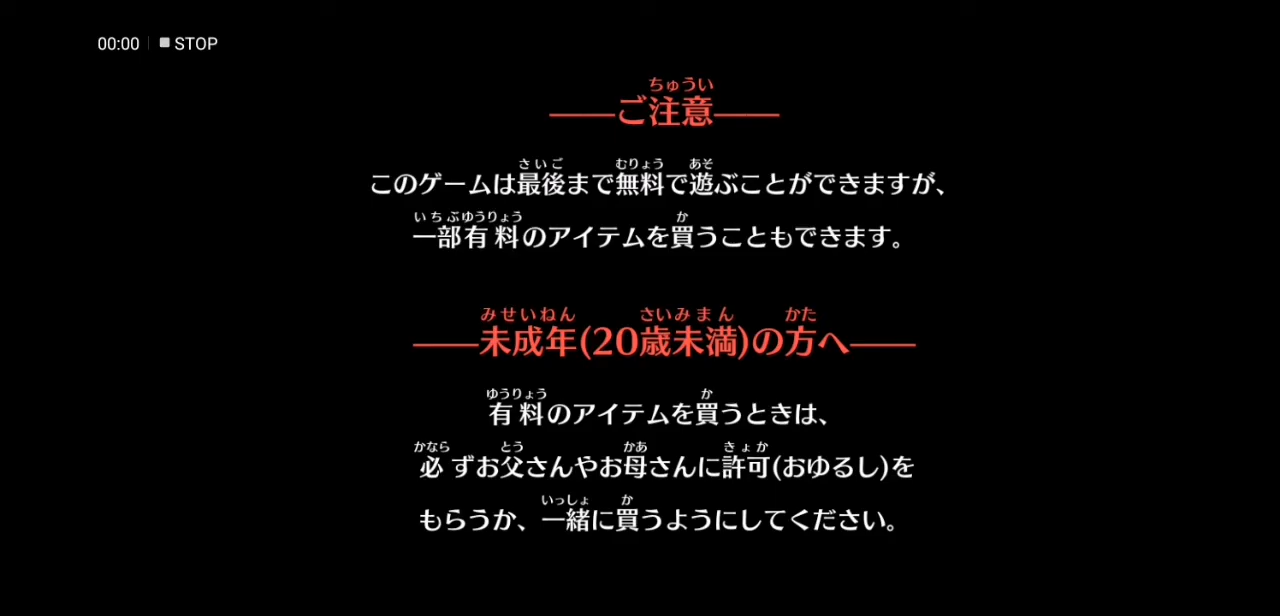 00:00 STOP
ちゅうい
ご注意
さいご むりょう あそ
このゲームは最後まで無料で遊ぶことができますが、
いちぶゆうりょう か
一部有料のアイテムを買うこともできます。
みせいねん さいみまん かた
未成年(20歳未満)の方へ
ゆうりょう か
有料のアイテムを買うときは、
かなら とう かあ きょか
必ずお父さんやお母さんに許可(おゆるし)を
いっしょ か
もらうか、一緒に買うようにしてください。